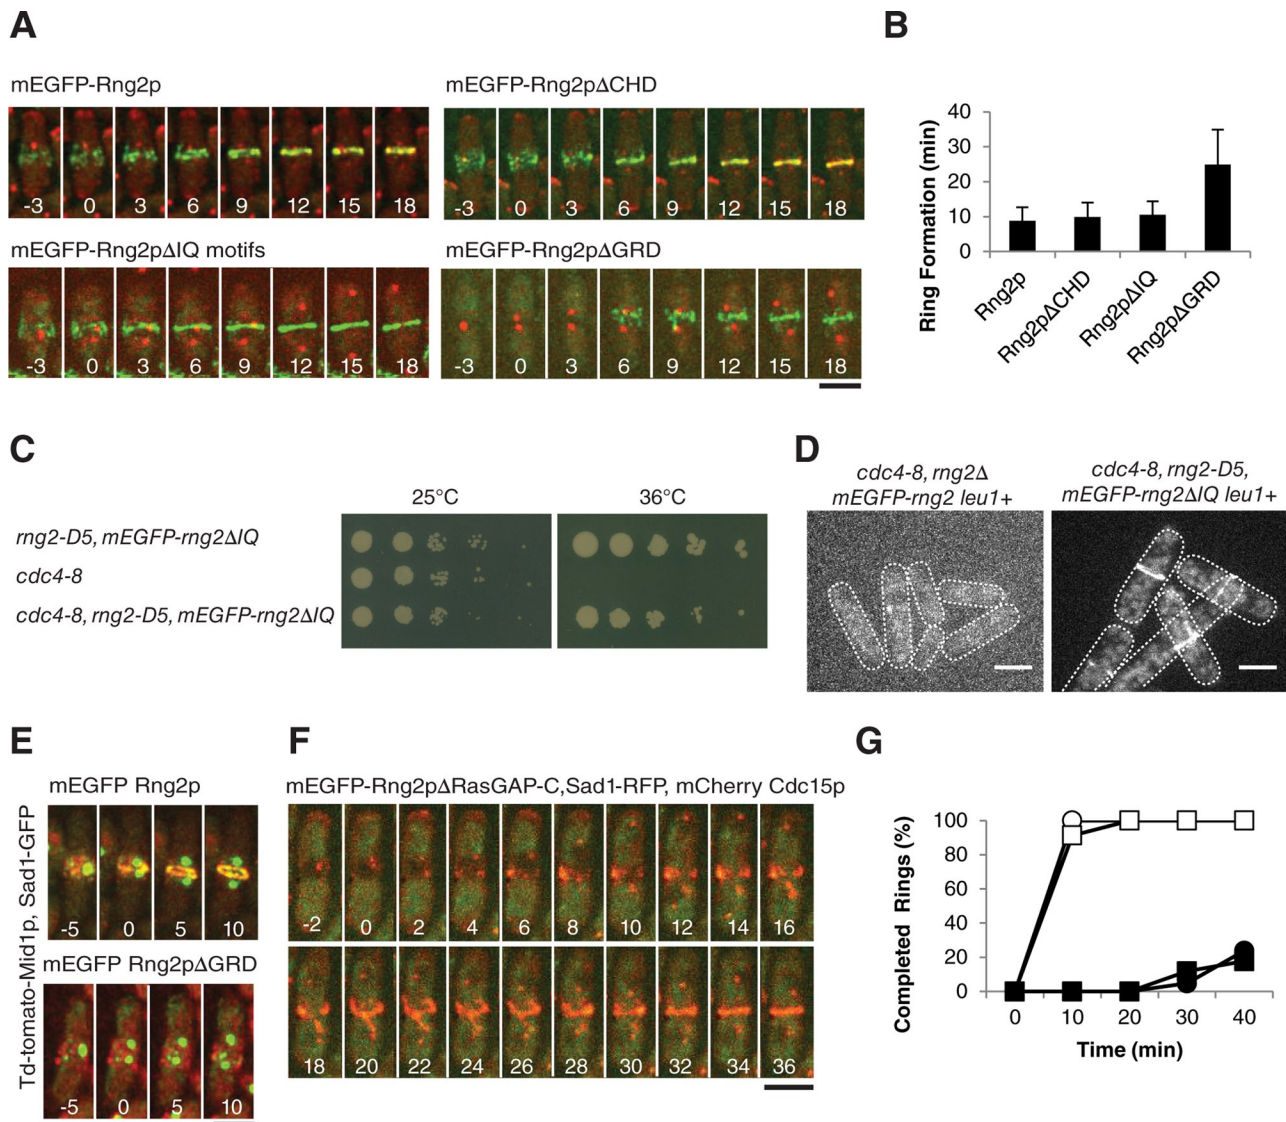 A
B
mEGFP-Rng2p
mEGFP-Rng2pΔCHD
-3 0 3 6 9 12 15 18
-3 0 3 6 9 12 15 18
mEGFP-Rng2pΔIQ motifs
mEGFP-Rng2pΔGRD
-3 0 3 6 9 12 15 18
-3 0 3 6 9 12 15 18
Ring Formation (min)
40
30
20
10
0
Rng2p
Rng2pΔCHD
Rng2pΔIQ
Rng2pΔGRD
C
25°C 36°C
rng2-D5, mEGFP-rng2ΔIQ
cdc4-8
cdc4-8, rng2-D5, mEGFP-rng2ΔIQ
D
cdc4-8, rng2Δ
mEGFP-rng2 leu1+
cdc4-8, rng2-D5,
mEGFP-rng2ΔIQ leu1+
E
Td-tomato-Mid1p, Sad1-GFP
mEGFP Rng2p
-5 0 5 10
mEGFP Rng2pΔGRD
-5 0 5 10
F
mEGFP-Rng2pΔRasGAP-C,Sad1-RFP, mCherry Cdc15p
-2 0 2 4 6 8 10 12 14 16
18 20 22 24 26 28 30 32 34 36
G
Completed Rings (%)
100
80
60
40
20
0
0 10 20 30 40
Time (min)